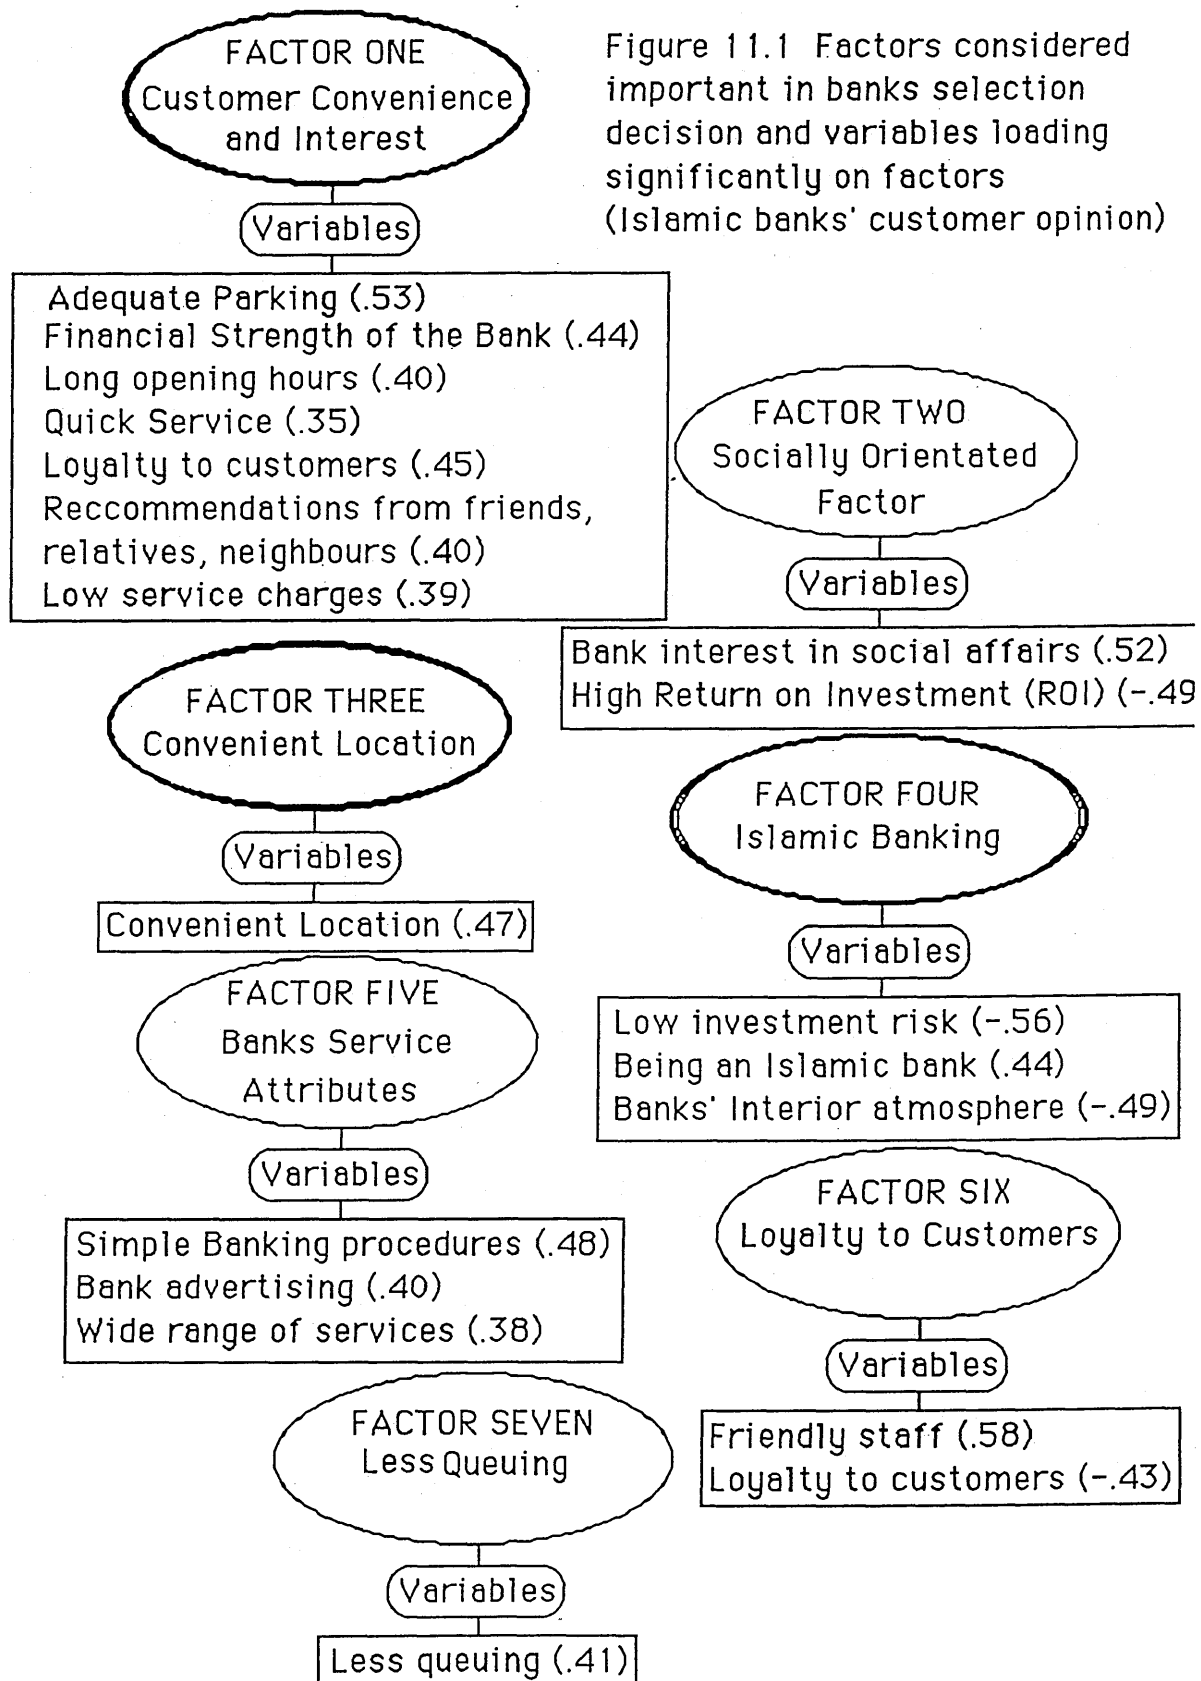 FACTOR ONE
Customer Convenience
and Interest
Figure 11.1 Factors considered
important in banks selection
decision and variables loading
significantly on factors
(Islamic banks' customer opinion)
Variables
Adequate Parking (.53)
Financial Strength of the Bank (.44)
Long opening hours (.40)
Quick Service (.35)
Loyalty to customers (.45)
Reccommendations from friends,
relatives, neighbours (.40)
Low service charges (.39)
FACTOR TWO
Socially Orientated
Factor
Variables
Bank interest in social affairs (.52)
High Return on Investment (ROI) (-.49
FACTOR THREE
Convenient Location
Variables
Convenient Location (.47)
FACTOR FOUR
Islamic Banking
Variables
Low investment risk (-.56)
Being an Islamic bank (.44)
Banks' Interior atmosphere (-.49)
FACTOR FIVE
Banks Service
Attributes
Variables
Simple Banking procedures (.48)
Bank advertising (.40)
Wide range of services (.38)
FACTOR SIX
Loyalty to Customers
Variables
Friendly staff (.58)
Loyalty to customers (-.43)
FACTOR SEVEN
Less Queuing
Variables
Less queuing (.41)